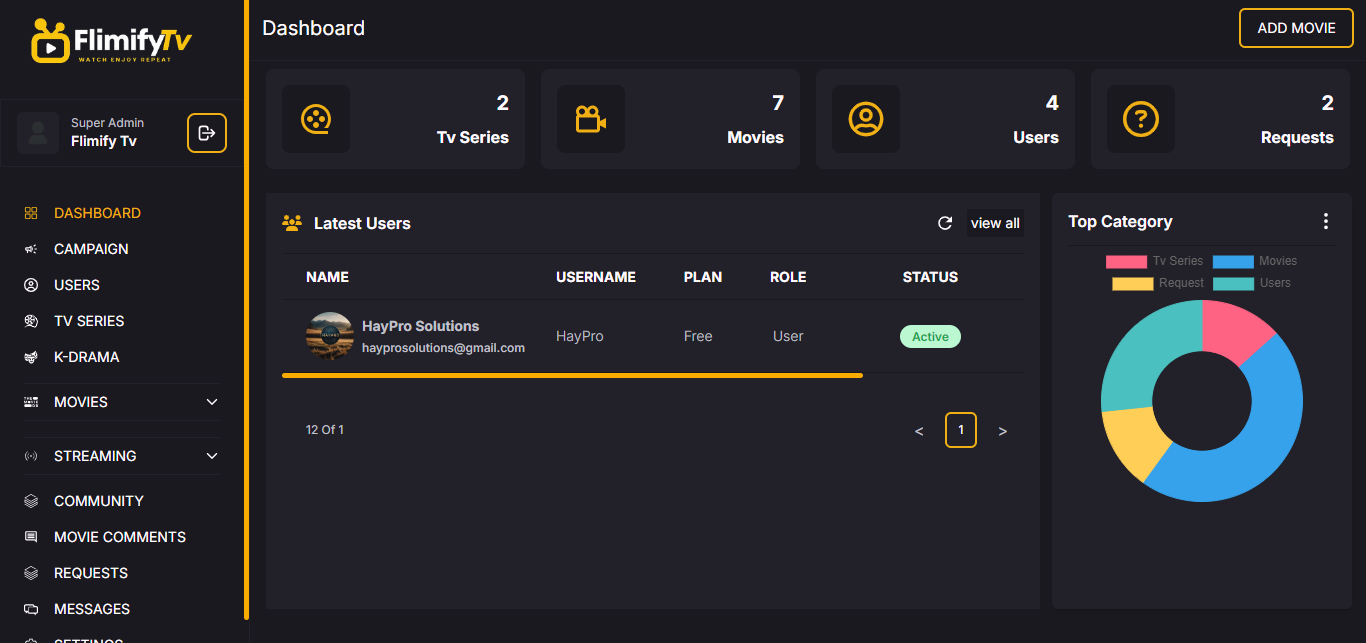 FlimifyTv
WATCH ENJOY REPEAT
Super Admin
Flimify Tv
DASHBOARD
CAMPAIGN
USERS
TV SERIES
K-DRAMA
MOVIES
STREAMING
COMMUNITY
MOVIE COMMENTS
REQUESTS
MESSAGES
SETTINGS
Dashboard
ADD MOVIE
2
Tv Series
7
Movies
4
Users
2
Requests
Latest Users
view all
NAME USERNAME PLAN ROLE STATUS
HayPro Solutions
hayprosolutions@gmail.com
HayPro Free User Active
12 Of 1
< 1 >
Top Category
Tv Series Movies
Request Users